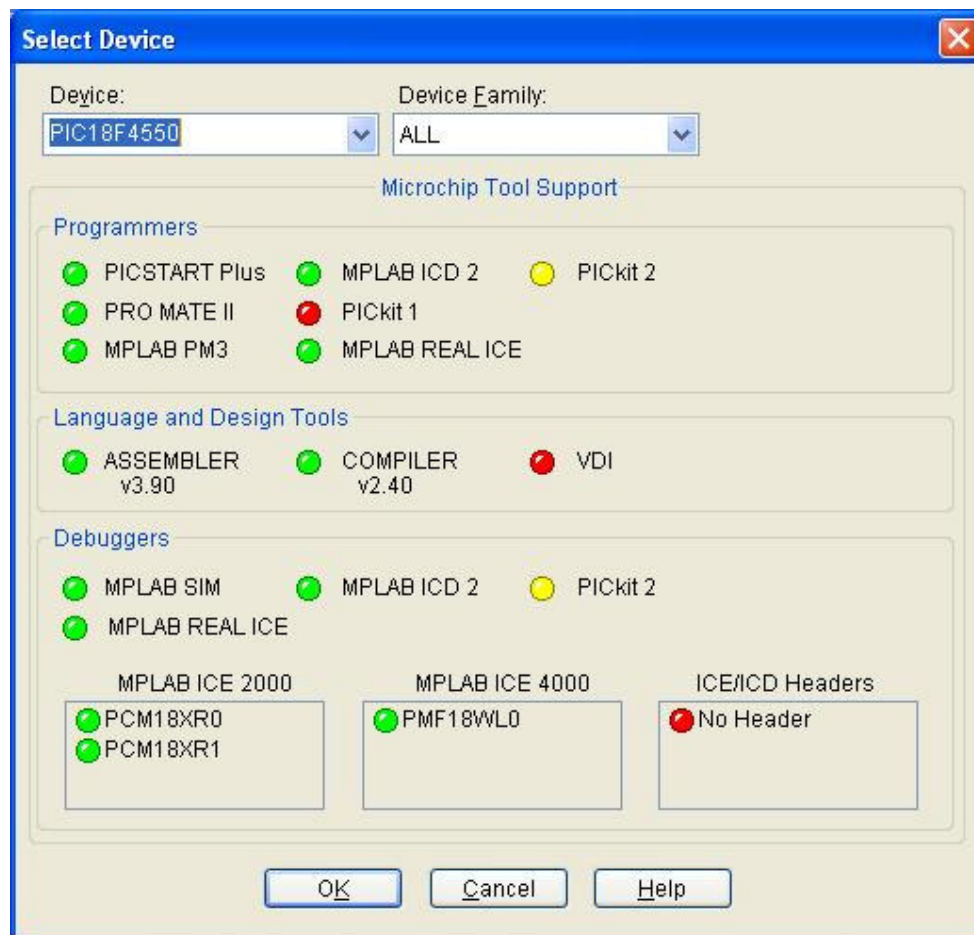 Select Device
Device: Device Family:
PIC18F4550 ALL
Microchip Tool Support
Programmers
PICSTART Plus MPLAB ICD 2 PICkit 2
PRO MATE II PICkit 1
MPLAB PM3 MPLAB REAL ICE
Language and Design Tools
ASSEMBLER COMPILER VDI
v3.90 v2.40
Debuggers
MPLAB SIM MPLAB ICD 2 PICkit 2
MPLAB REAL ICE
MPLAB ICE 2000 MPLAB ICE 4000 ICE/ICD Headers
PCM18XR0 PMF18WL0 No Header
PCM18XR1
OK Cancel Help